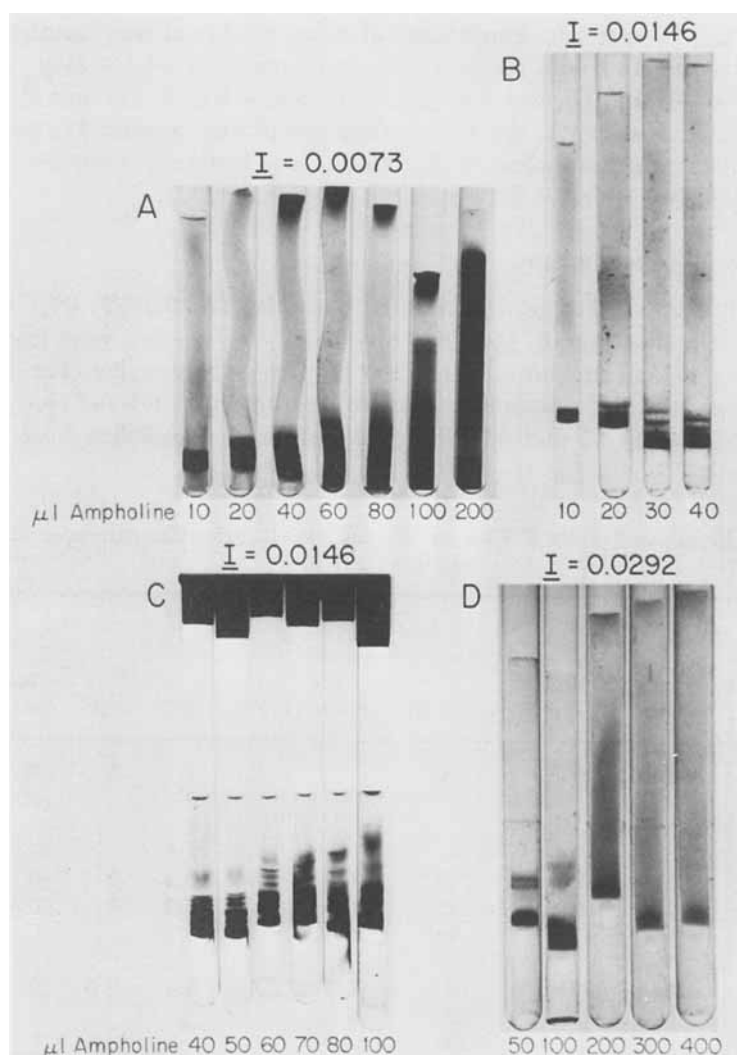 I = 0.0146
B
I = 0.0073
A
10 20 30 40
μl Ampholine 10 20 40 60 80 100 200
I = 0.0146
I = 0.0292
C
D
μl Ampholine 40 50 60 70 80 100
50 100 200 300 400